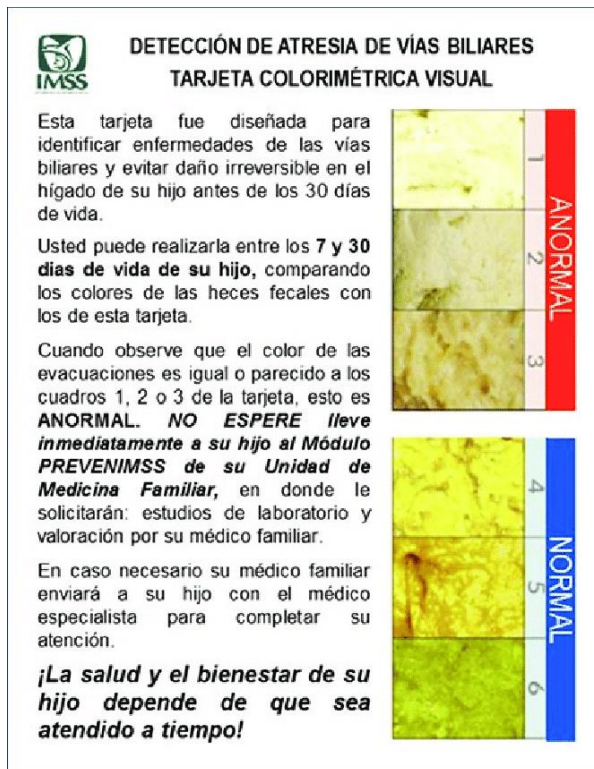 IMSS
DETECCIÓN DE ATRESIA DE VÍAS BILIARES
TARJETA COLORIMÉTRICA VISUAL
Esta tarjeta fue diseñada para
identificar enfermedades de las vías
biliares y evitar daño irreversible en el
hígado de su hijo antes de los 30 días
de vida.
Usted puede realizarla entre los 7 y 30
dias de vida de su hijo, comparando
los colores de las heces fecales con
los de esta tarjeta.
Cuando observe que el color de las
evacuaciones es igual o parecido a los
cuadros 1, 2 o 3 de la tarjeta, esto es
ANORMAL. NO ESPERE lleve
inmediatamente a su hijo al Módulo
PREVENIMSS de su Unidad de
Medicina Familiar, en donde le
solicitarán: estudios de laboratorio y
valoración por su médico familiar.
En caso necesario su médico familiar
enviará a su hijo con el médico
especialista para completar su
atención.
¡La salud y el bienestar de su
hijo depende de que sea
atendido a tiempo!
1
2
3
ANORMAL
4
5
6
NORMAL